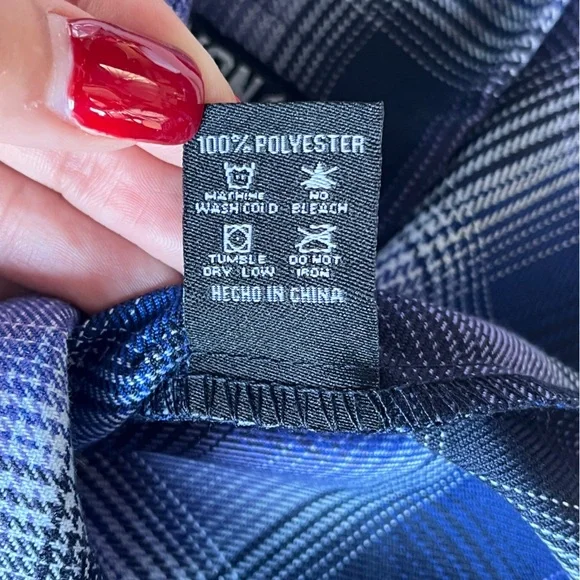 100% POLYESTER
MACHINE NO
WASH COLD BLEACH
TUMBLE DO NOT
DRY LOW IRON
HECHO IN CHINA